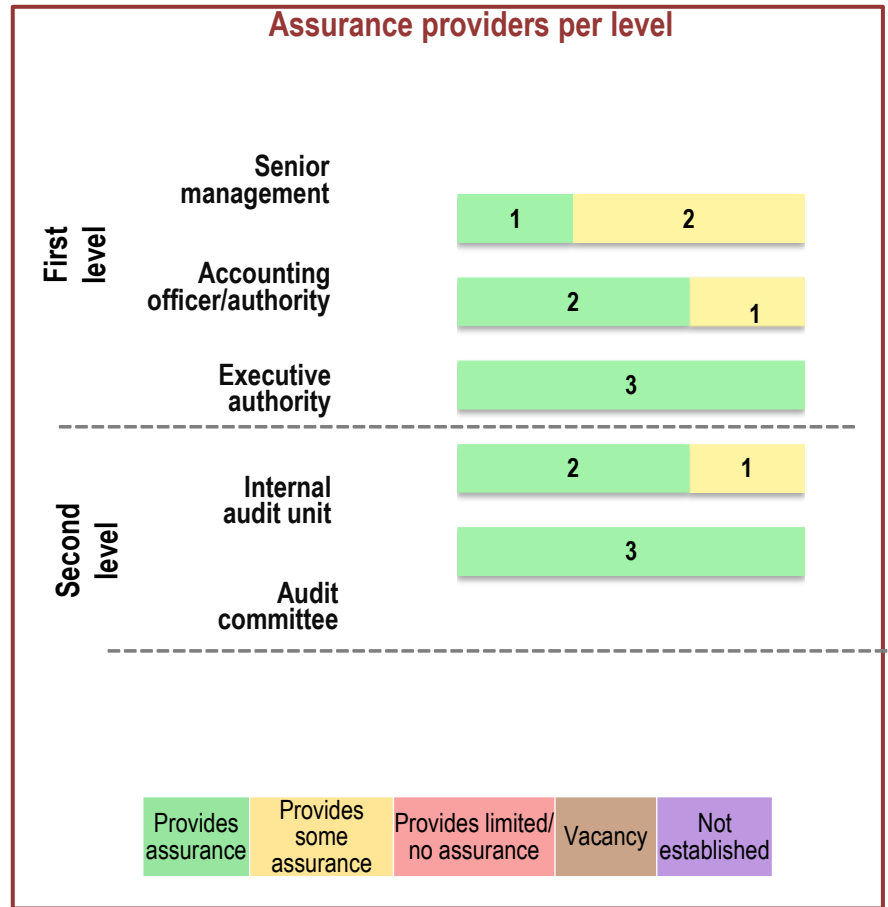 Assurance providers per level
First
level
Senior
management
1 2
Accounting
officer/authority
2 1
Executive
authority
3
Second
level
Internal
audit unit
2 1
Audit
committee
3
Provides
assurance
Provides
some
assurance
Provides limited/
no assurance
Vacancy
Not
established